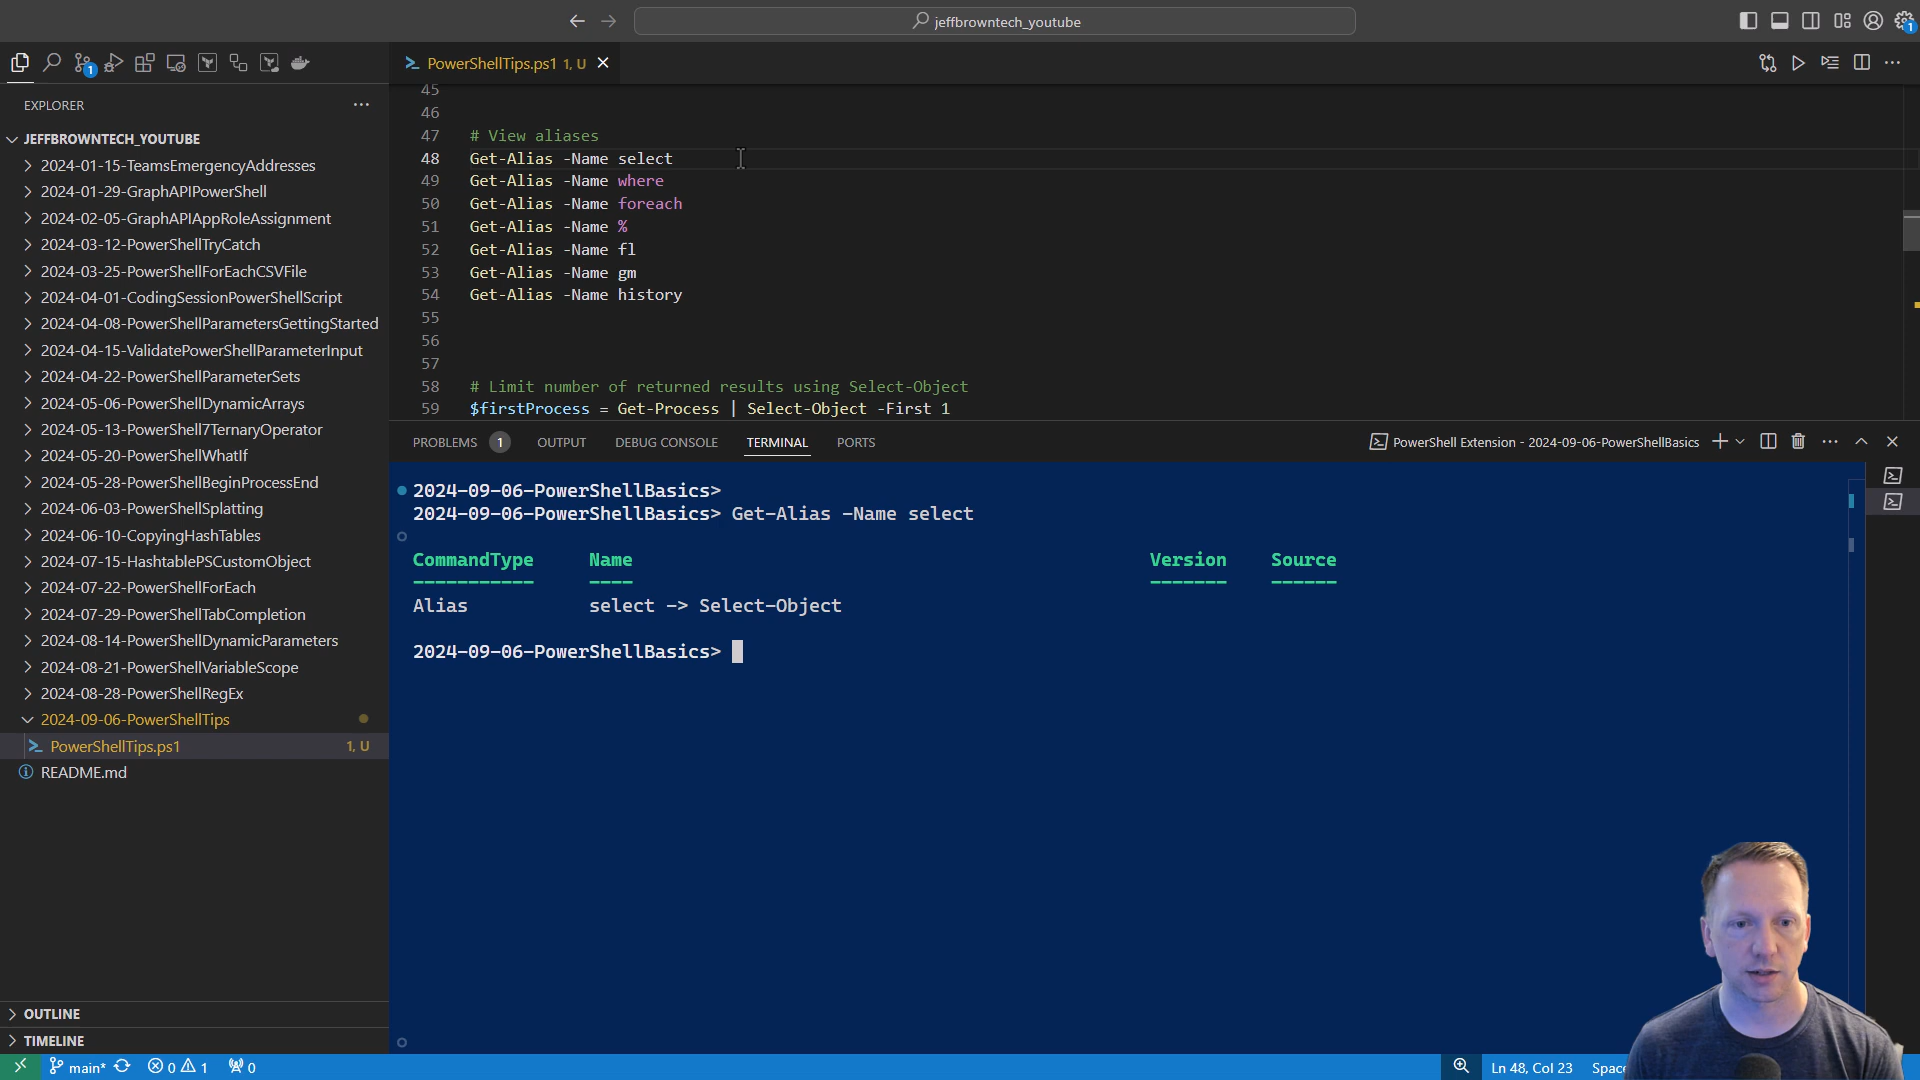 jeffbrowntech_youtube
1
1
PowerShellTips.ps1 1, U
EXPLORER
JEFFBROWNTECH_YOUTUBE
2024-01-15-TeamsEmergencyAddresses
2024-01-29-GraphAPIPowerShell
2024-02-05-GraphAPIAppRoleAssignment
2024-03-12-PowerShellTryCatch
2024-03-25-PowerShellForEachCSVFile
2024-04-01-CodingSessionPowerShellScript
2024-04-08-PowerShellParametersGettingStarted
2024-04-15-ValidatePowerShellParameterInput
2024-04-22-PowerShellParameterSets
2024-05-06-PowerShellDynamicArrays
2024-05-13-PowerShell7TernaryOperator
2024-05-20-PowerShellWhatIf
2024-05-28-PowerShellBeginProcessEnd
2024-06-03-PowerShellSplatting
2024-06-10-CopyingHashTables
2024-07-15-HashtablePSCustomObject
2024-07-22-PowerShellForEach
2024-07-29-PowerShellTabCompletion
2024-08-14-PowerShellDynamicParameters
2024-08-21-PowerShellVariableScope
2024-08-28-PowerShellRegEx
2024-09-06-PowerShellTips
PowerShellTips.ps1 1, U
README.md
OUTLINE
TIMELINE
45
46
47 # View aliases
48 Get-Alias -Name select
49 Get-Alias -Name where
50 Get-Alias -Name foreach
51 Get-Alias -Name %
52 Get-Alias -Name fl
53 Get-Alias -Name gm
54 Get-Alias -Name history
55
56
57
58 # Limit number of returned results using Select-Object
59 $firstProcess = Get-Process | Select-Object -First 1
PROBLEMS 1 OUTPUT DEBUG CONSOLE TERMINAL PORTS PowerShell Extension - 2024-09-06-PowerShellBasics
2024-09-06-PowerShellBasics>
2024-09-06-PowerShellBasics> Get-Alias -Name select
CommandType Name Version Source
----------- ---- ------- ------
Alias select -> Select-Object
2024-09-06-PowerShellBasics>
main* 0 1 0 Ln 48, Col 23